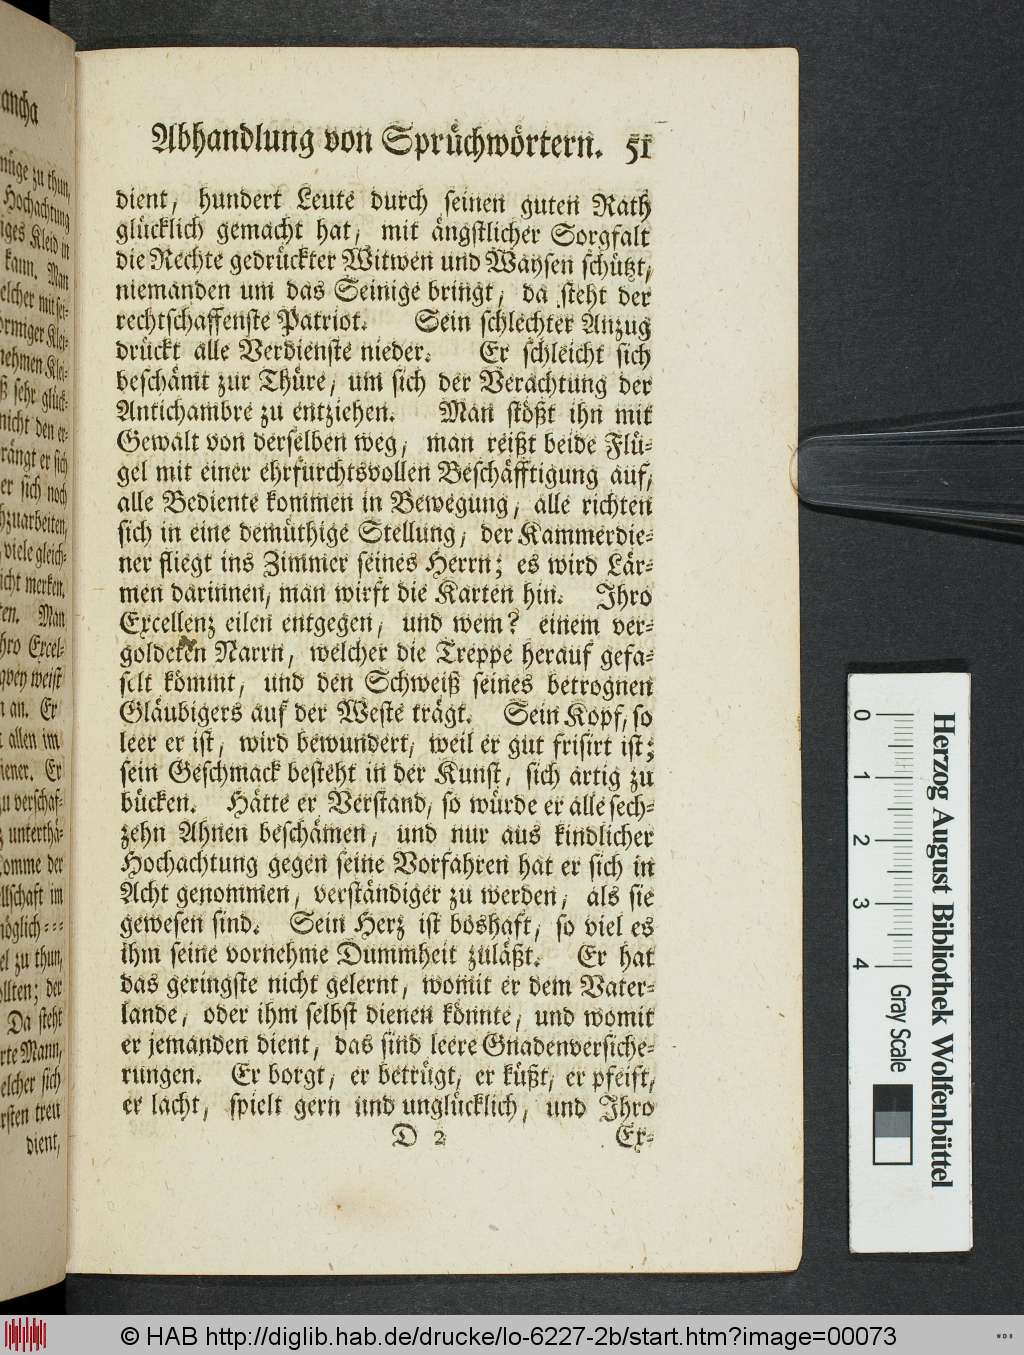 Abhandlung von Sprüchwörtern. 51
dient, hundert Leute durch seinen guten Rath
glücklich gemacht hat, mit ängstlicher Sorgfalt
die Rechte gedrückter Witwen und Waysen schützt,
niemanden um das Seinige bringt, da steht der
rechtschaffenste Patriot. Sein schlechter Anzug
drückt alle Verdienste nieder. Er schleicht sich
beschämt zur Thüre, um sich der Verachtung der
Antichambre zu entziehen. Man stößt ihn mit
Gewalt von derselben weg, man reißt beide Flü-
gel mit einer ehrfurchtsvollen Beschäfftigung auf,
alle Bediente kommen in Bewegung, alle richten
sich in eine demüthige Stellung, der Kammerdie-
ner fliegt ins Zimmer seines Herrn; es wird Lär-
men darinnen, man wirft die Karten hin. Ihro
Excellenz eilen entgegen, und wem? einem ver-
goldeten Narrn, welcher die Treppe herauf gefa-
selt kömmt, und den Schweiß seines betrognen
Gläubigers auf der Weste trägt. Sein Kopf, so
leer er ist, wird bewundert, weil er gut frisirt ist;
sein Geschmack besteht in der Kunst, sich artig zu
bücken. Hätte er Verstand, so würde er alle sech-
zehn Ahnen beschämen, und nur aus kindlicher
Hochachtung gegen seine Vorfahren hat er sich in
Acht genommen, verständiger zu werden, als sie
gewesen sind. Sein Herz ist boshaft, so viel es
ihm seine vornehme Dummheit zuläßt. Er hat
das geringste nicht gelernt, womit er dem Vater-
lande, oder ihm selbst dienen könnte, und womit
er jemanden dient, das sind leere Gnadenversiche-
rungen. Er borgt, er betrügt, er küßt, er pfeift,
er lacht, spielt gern und unglücklich, und Ihro
D 2 Ex-
Herzog August Bibliothek Wolfenbüttel
0 1 2 3 4 Gray Scale
© HAB http://diglib.hab.de/drucke/lo-6227-2b/start.htm?image=00073